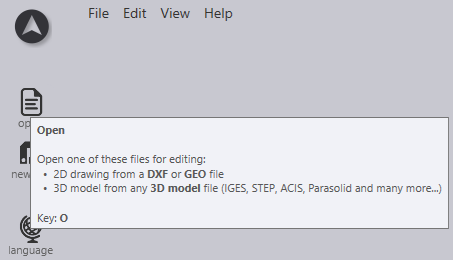 File Edit View Help
op
Open
Open one of these files for editing:
• 2D drawing from a DXF or GEO file
• 3D model from any 3D model file (IGES, STEP, ACIS, Parasolid and many more...)
Key: O
new
language